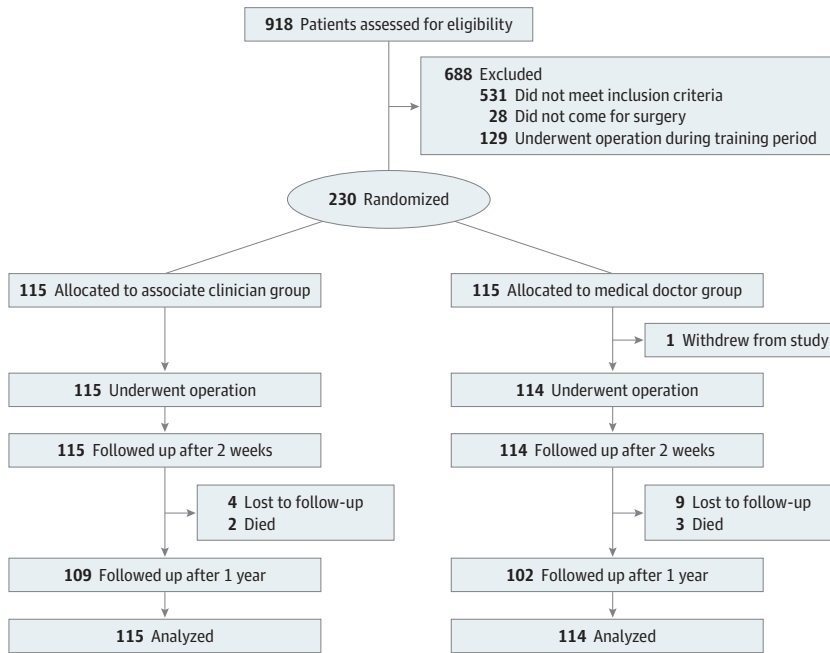 918 Patients assessed for eligibility
688 Excluded
531 Did not meet inclusion criteria
28 Did not come for surgery
129 Underwent operation during training period
230 Randomized
115 Allocated to associate clinician group
115 Allocated to medical doctor group
1 Withdrew from study
115 Underwent operation
114 Underwent operation
115 Followed up after 2 weeks
114 Followed up after 2 weeks
4 Lost to follow-up
2 Died
9 Lost to follow-up
3 Died
109 Followed up after 1 year
102 Followed up after 1 year
115 Analyzed
114 Analyzed